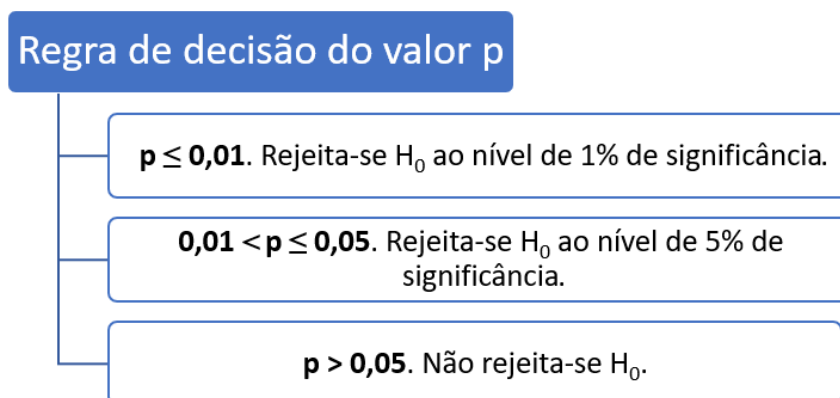 Regra de decisão do valor p
p ≤ 0,01. Rejeita-se H₀ ao nível de 1% de significância.
0,01 < p ≤ 0,05. Rejeita-se H₀ ao nível de 5% de
significância.
p > 0,05. Não rejeita-se H₀.